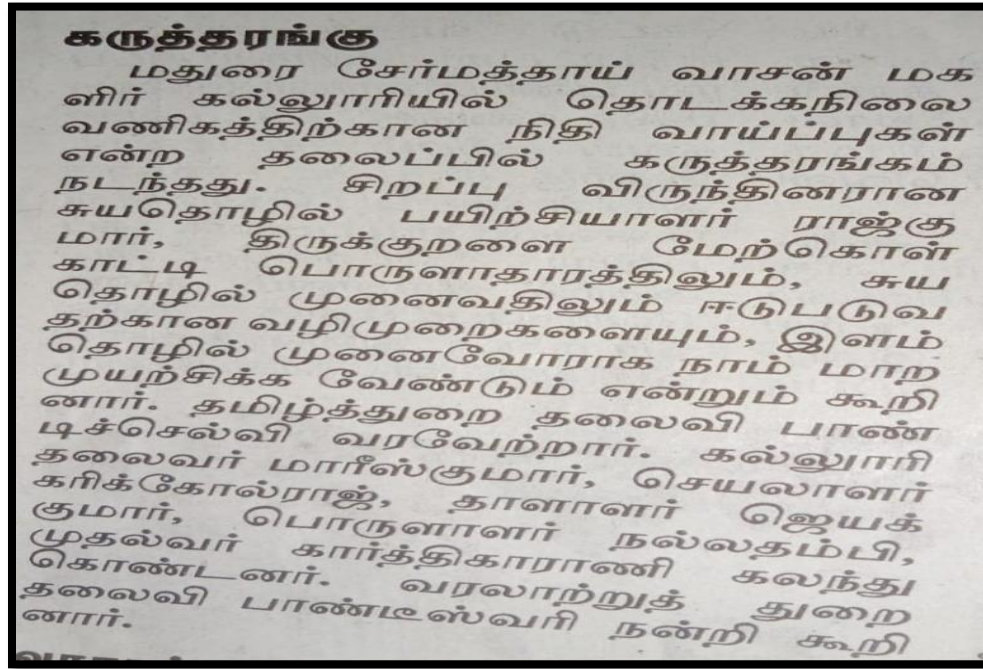 கருத்தரங்கு
மதுரை சேர்மத்தாய் வாசன் மக
ளிர் கல்லூரியில் தொடக்கநிலை
வணிகத்திற்கான நிதி வாய்ப்புகள்
என்ற தலைப்பில் கருத்தரங்கம்
நடந்தது. சிறப்பு விருந்தினரான
சுயதொழில் பயிற்சியாளர் ராஜ்கு
மார், திருக்குறளை மேற்கொள்
காட்டி பொருளாதாரத்திலும், சுய
தொழில் முனைவதிலும் ஈடுபடுவ
தற்கான வழிமுறைகளையும், இளம்
தொழில் முனைவோராக நாம் மாற
முயற்சிக்க வேண்டும் என்றும் கூறி
னார். தமிழ்த்துறை தலைவி பாண்
டிச்செல்வி வரவேற்றார். கல்லூரி
தலைவர் மாரீஸ்குமார், செயலாளர்
கரிக்கோல்ராஜ், தாளாளர் ஜெயக்
குமார், பொருளாளர் நல்லதம்பி,
முதல்வர் கார்த்திகாராணி கலந்து
கொண்டனர். வரலாற்றுத் துறை
தலைவி பாண்டீஸ்வரி நன்றி கூறி
னார்.